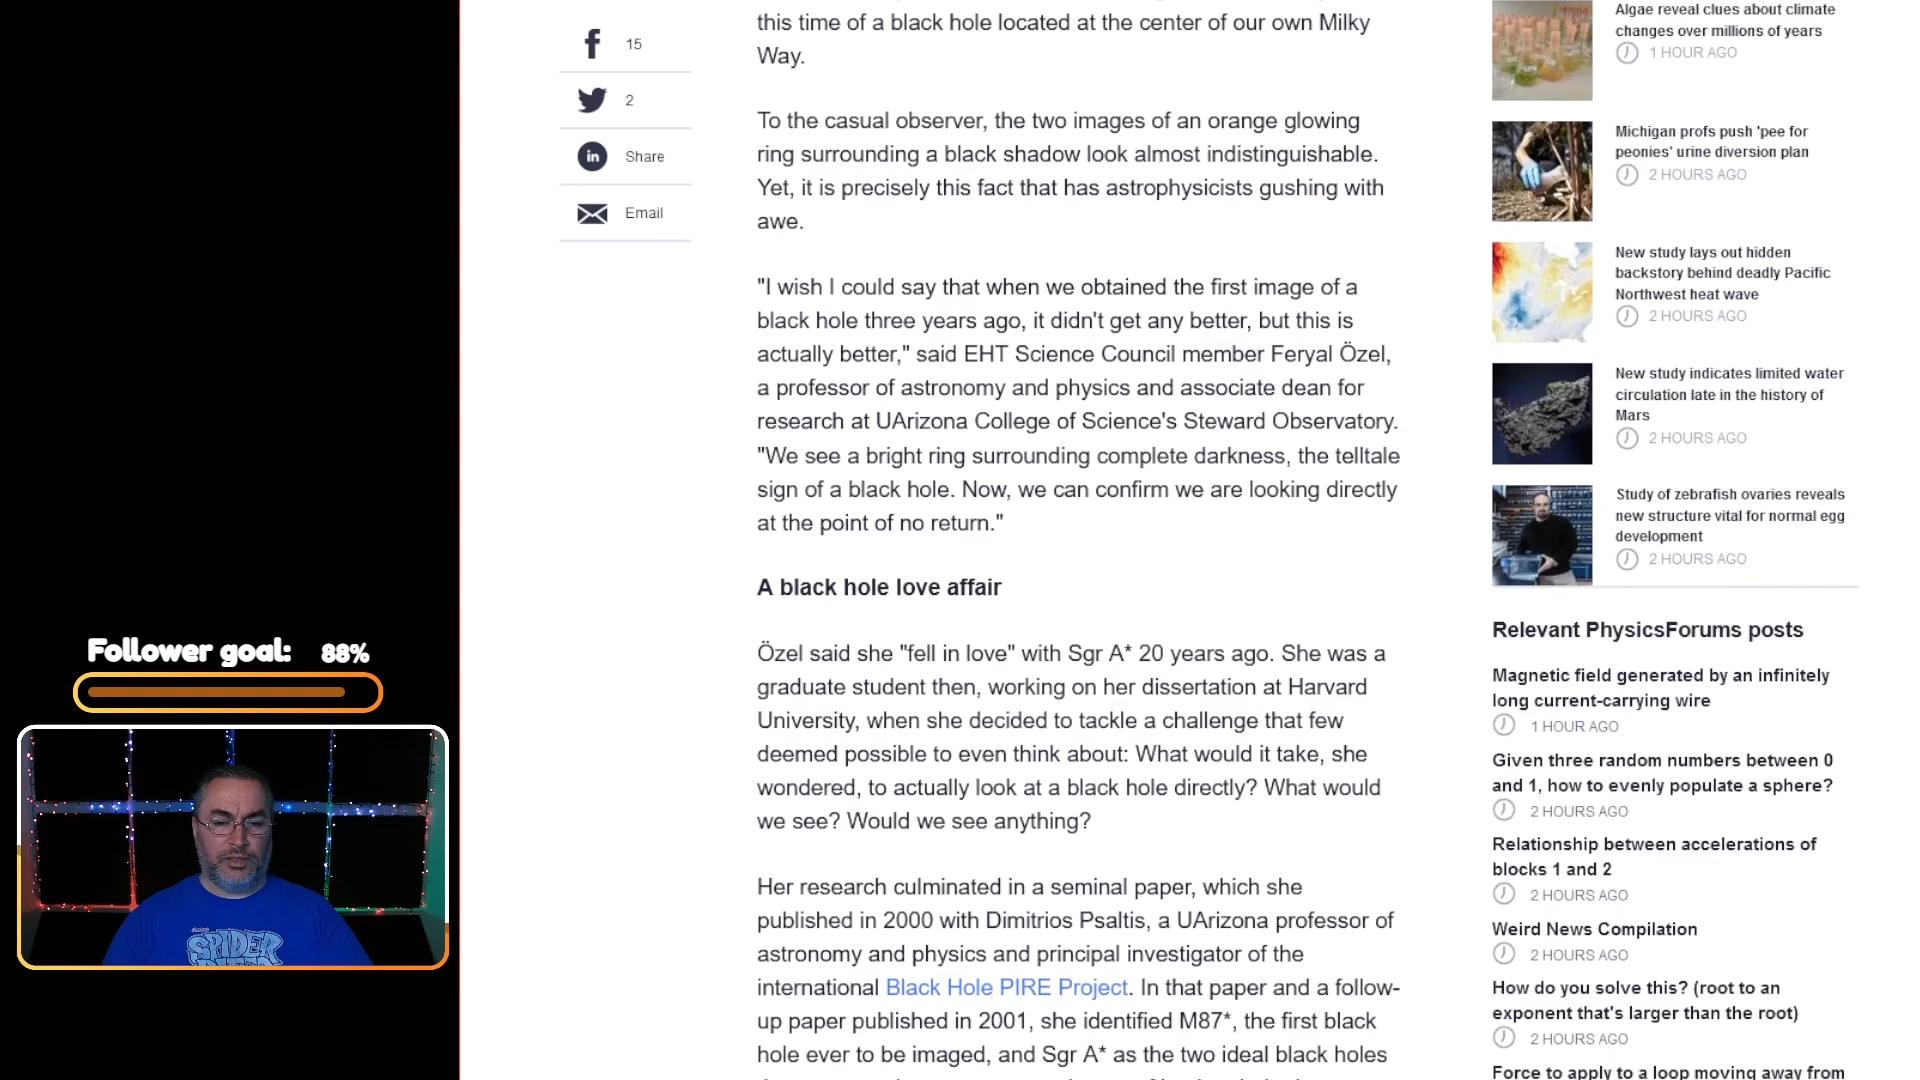 15
2
Share
Email
this time of a black hole located at the center of our own Milky
Way.
To the casual observer, the two images of an orange glowing
ring surrounding a black shadow look almost indistinguishable.
Yet, it is precisely this fact that has astrophysicists gushing with
awe.
"I wish I could say that when we obtained the first image of a
black hole three years ago, it didn't get any better, but this is
actually better," said EHT Science Council member Feryal Özel,
a professor of astronomy and physics and associate dean for
research at UArizona College of Science's Steward Observatory.
"We see a bright ring surrounding complete darkness, the telltale
sign of a black hole. Now, we can confirm we are looking directly
at the point of no return."
A black hole love affair
Özel said she "fell in love" with Sgr A* 20 years ago. She was a
graduate student then, working on her dissertation at Harvard
University, when she decided to tackle a challenge that few
deemed possible to even think about: What would it take, she
wondered, to actually look at a black hole directly? What would
we see? Would we see anything?
Her research culminated in a seminal paper, which she
published in 2000 with Dimitrios Psaltis, a UArizona professor of
astronomy and physics and principal investigator of the
international Black Hole PIRE Project. In that paper and a follow-
up paper published in 2001, she identified M87*, the first black
hole ever to be imaged, and Sgr A* as the two ideal black holes
Algae reveal clues about climate
changes over millions of years
1 HOUR AGO
Michigan profs push 'pee for
peonies' urine diversion plan
2 HOURS AGO
New study lays out hidden
backstory behind deadly Pacific
Northwest heat wave
2 HOURS AGO
New study indicates limited water
circulation late in the history of
Mars
2 HOURS AGO
Study of zebrafish ovaries reveals
new structure vital for normal egg
development
2 HOURS AGO
Relevant PhysicsForums posts
Magnetic field generated by an infinitely
long current-carrying wire
1 HOUR AGO
Given three random numbers between 0
and 1, how to evenly populate a sphere?
2 HOURS AGO
Relationship between accelerations of
blocks 1 and 2
2 HOURS AGO
Weird News Compilation
2 HOURS AGO
How do you solve this? (root to an
exponent that's larger than the root)
2 HOURS AGO
Force to apply to a loop moving away from
Follower goal: 88%
SPIDER